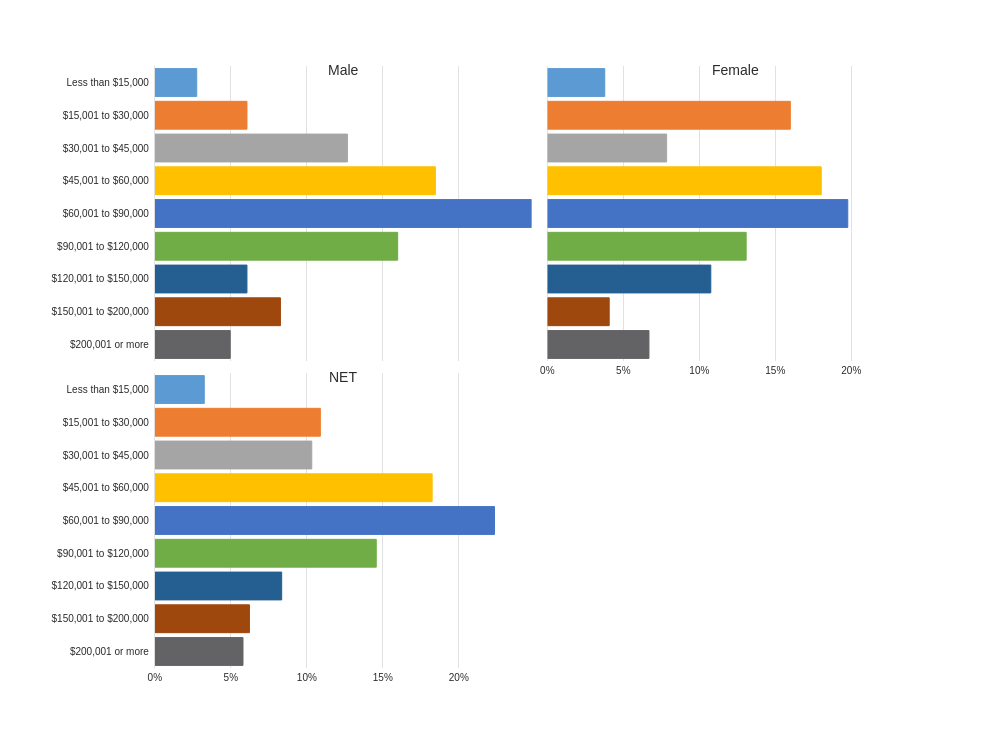 Male
Female
Less than $15,000
$15,001 to $30,000
$30,001 to $45,000
$45,001 to $60,000
$60,001 to $90,000
$90,001 to $120,000
$120,001 to $150,000
$150,001 to $200,000
$200,001 or more
0% 5% 10% 15% 20%
NET
Less than $15,000
$15,001 to $30,000
$30,001 to $45,000
$45,001 to $60,000
$60,001 to $90,000
$90,001 to $120,000
$120,001 to $150,000
$150,001 to $200,000
$200,001 or more
0% 5% 10% 15% 20%